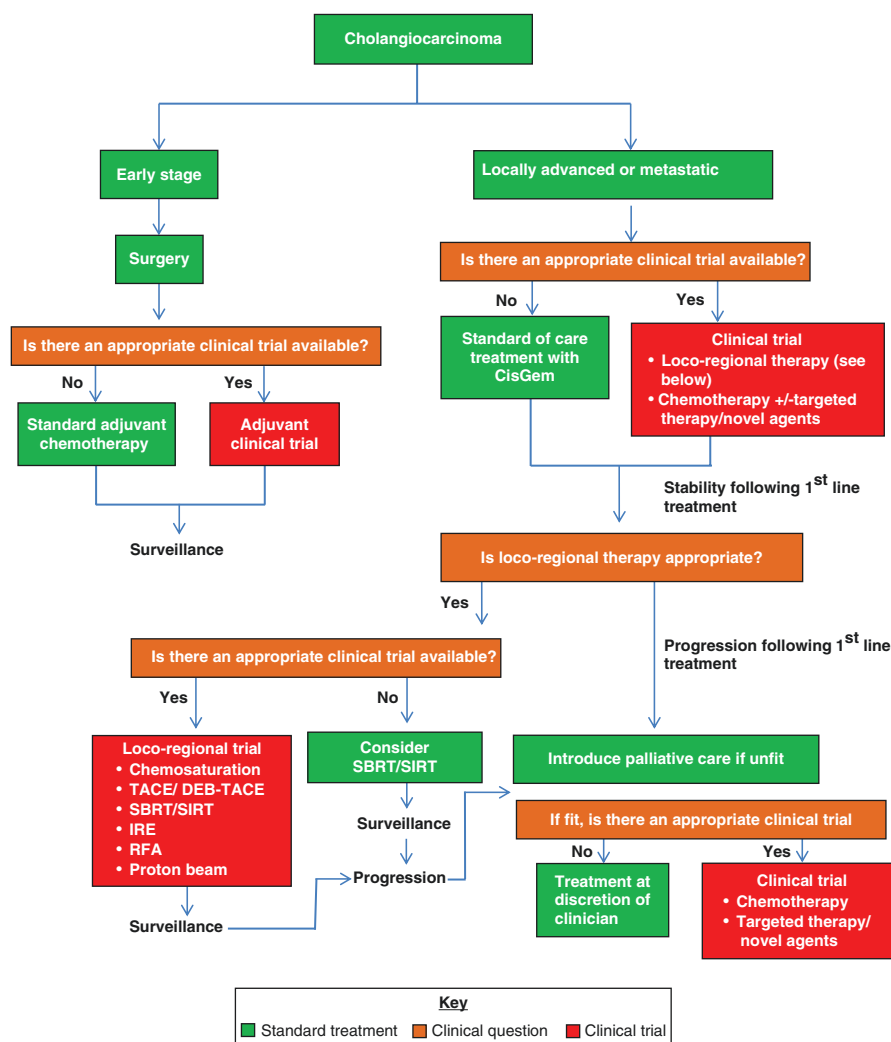 Cholangiocarcinoma
Early stage
Locally advanced or metastatic
Surgery
Is there an appropriate clinical trial available?
No
Yes
Is there an appropriate clinical trial available?
No
Yes
Standard adjuvant
chemotherapy
Adjuvant
clinical trial
Surveillance
Standard of care
treatment with
CisGem
Clinical trial
• Loco-regional therapy (see
below)
• Chemotherapy +/-targeted
therapy/novel agents
Stability following 1st line
treatment
Is loco-regional therapy appropriate?
Yes
Progression following 1st line
treatment
Is there an appropriate clinical trial available?
Yes
No
Loco-regional trial
• Chemosaturation
• TACE/ DEB-TACE
• SBRT/SIRT
• IRE
• RFA
• Proton beam
Surveillance
Consider
SBRT/SIRT
Surveillance
Progression
Introduce palliative care if unfit
If fit, is there an appropriate clinical trial
No
Yes
Treatment at
discretion of
clinician
Clinical trial
• Chemotherapy
• Targeted therapy/
novel agents
Key
Standard treatment
Clinical question
Clinical trial